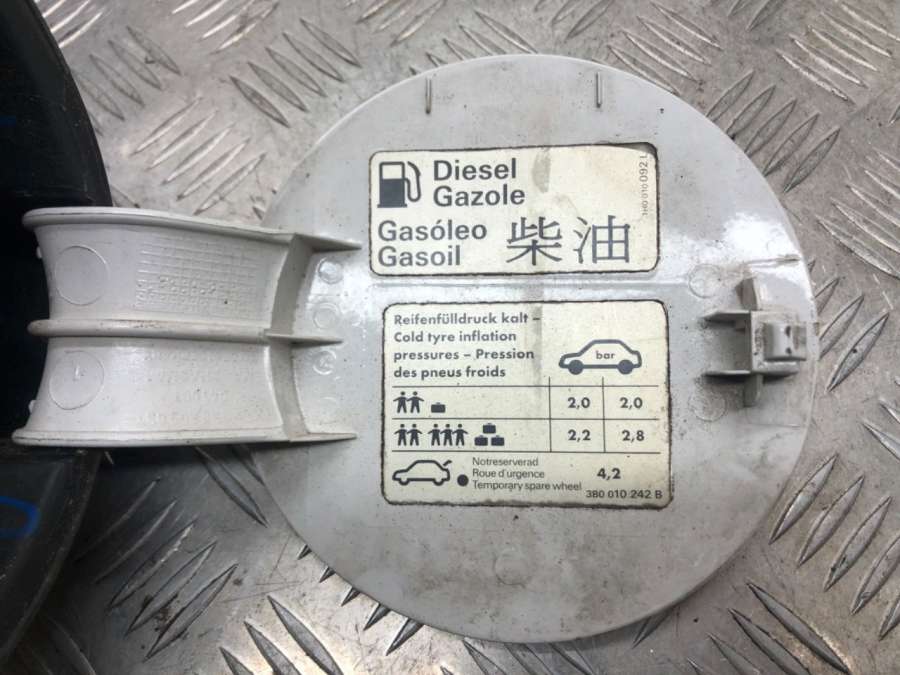 Diesel
Gazole
Gasóleo
Gasoil
柴油
1H0 010 092 L
Reifenfülldruck kalt –
Cold tyre inflation
pressures – Pression
des pneus froids
bar
2,0 2,0
2,2 2,8
Notreserverad
Roue d'urgence
Temporary spare wheel
4,2
3B0 010 242 B